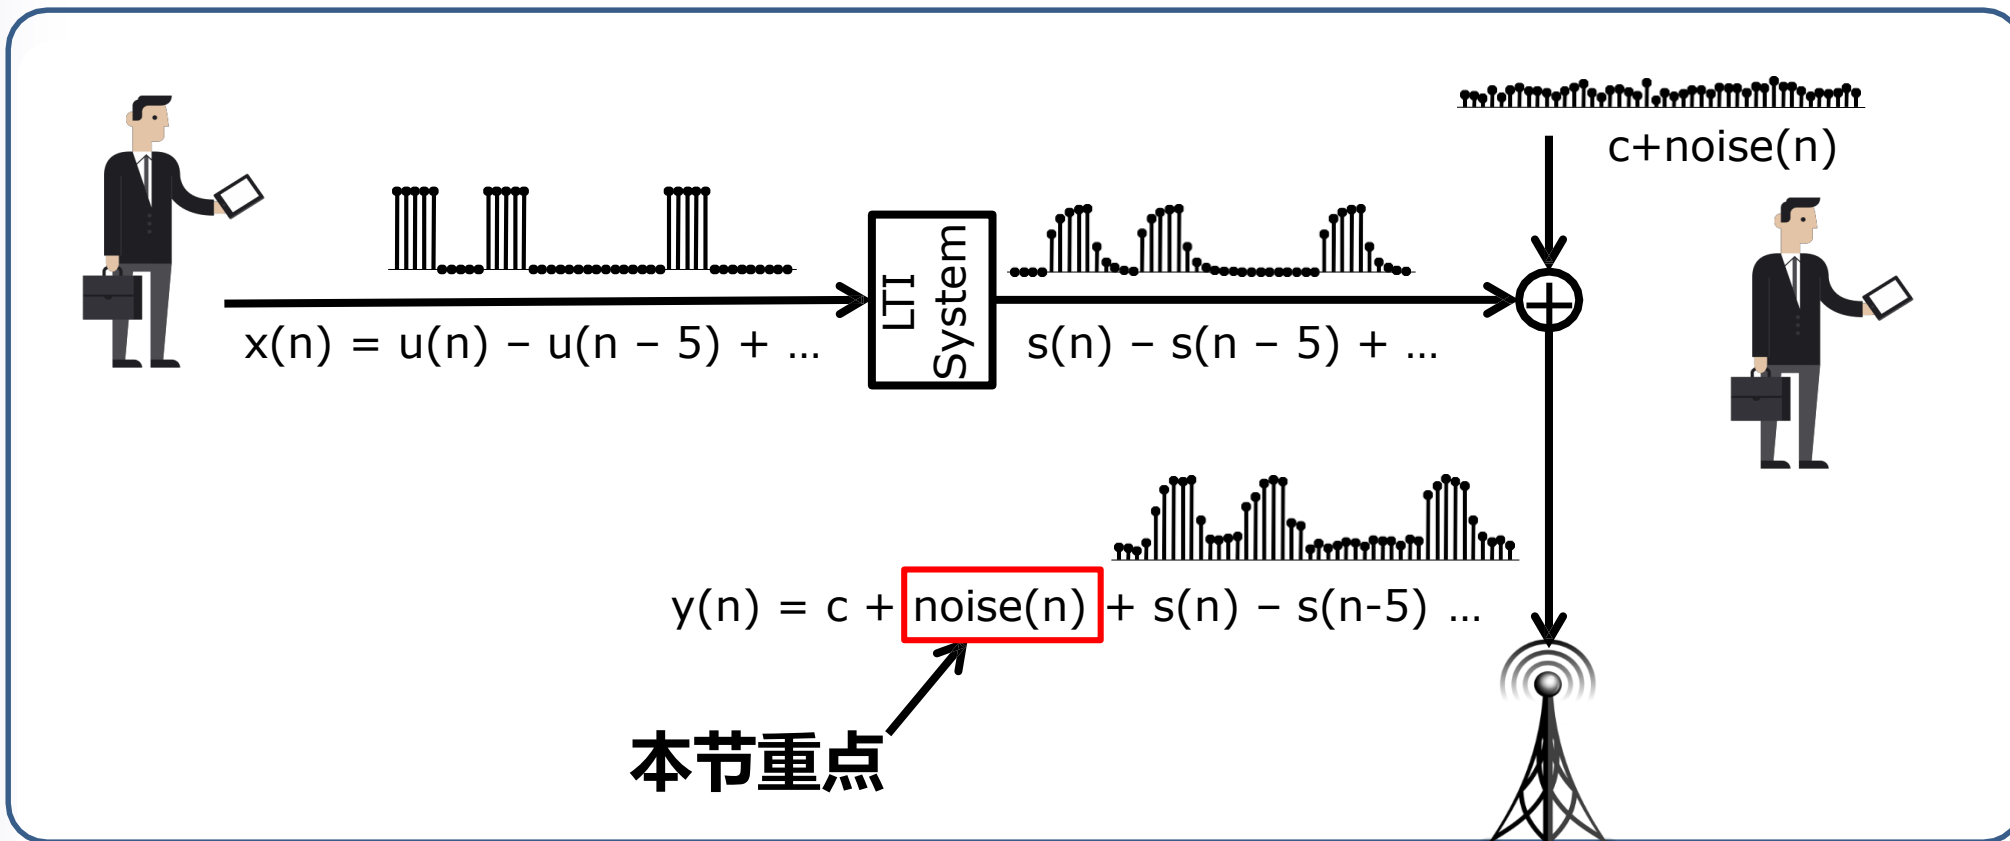 c+noise(n)
LTI
System
x(n) = u(n) − u(n − 5) + ...
s(n) − s(n − 5) + ...
y(n) = c + noise(n) + s(n) − s(n-5) ...
本节重点